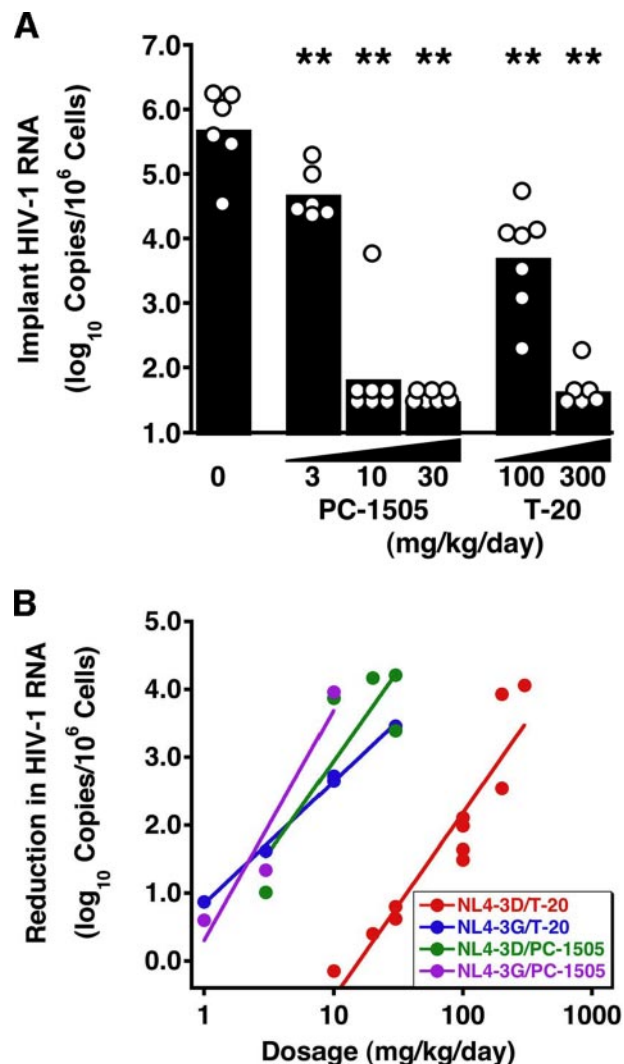 A
Implant HIV-1 RNA
(log10 Copies/10^6 Cells)
7.0
6.0
5.0
4.0
3.0
2.0
1.0
** ** ** ** **
0 3 10 30 100 300
PC-1505 T-20
(mg/kg/day)
B
Reduction in HIV-1 RNA
(log10 Copies/10^6 Cells)
5.0
4.0
3.0
2.0
1.0
0.0
NL4-3D/T-20
NL4-3G/T-20
NL4-3D/PC-1505
NL4-3G/PC-1505
1 10 100 1000
Dosage (mg/kg/day)